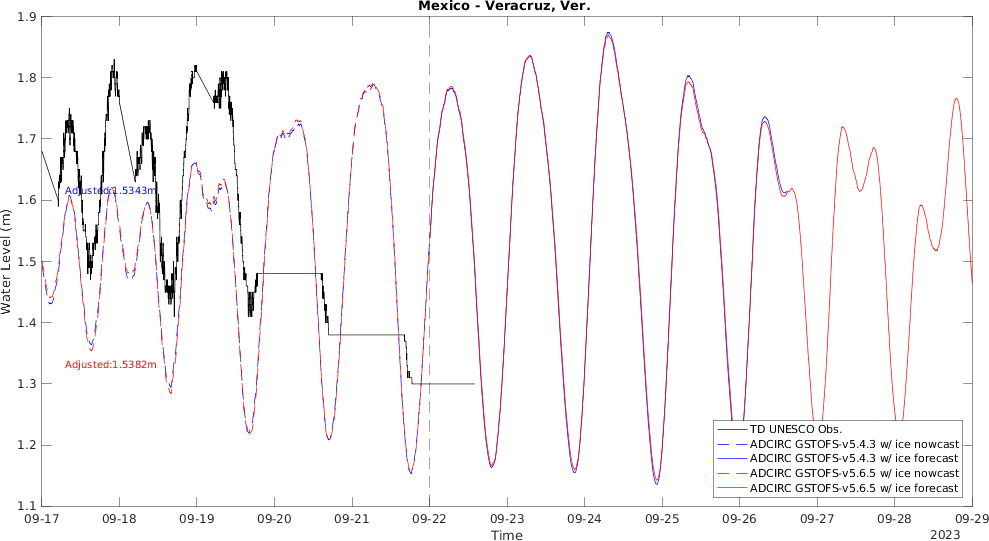 Mexico - Veracruz, Ver.
1.9
1.8
1.7
1.6
1.5
1.4
1.3
1.2
1.1
Water Level (m)
Adjusted:1.5343m
Adjusted:1.5382m
TD UNESCO Obs.
ADCIRC GSTOFS-v5.4.3 w/ ice nowcast
ADCIRC GSTOFS-v5.4.3 w/ ice forecast
ADCIRC GSTOFS-v5.6.5 w/ ice nowcast
ADCIRC GSTOFS-v5.6.5 w/ ice forecast
09-17 09-18 09-19 09-20 09-21 09-22 09-23 09-24 09-25 09-26 09-27 09-28 09-29
Time
2023